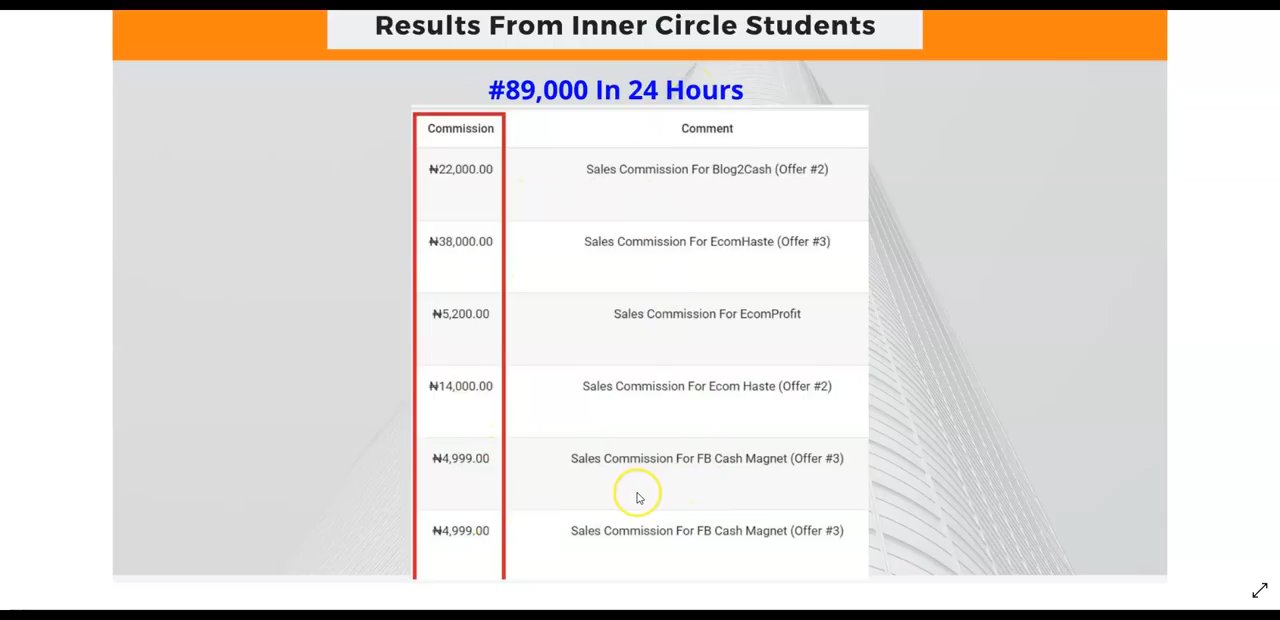 Results From Inner Circle Students
#89,000 In 24 Hours
Commission Comment
₦22,000.00 Sales Commission For Blog2Cash (Offer #2)
₦38,000.00 Sales Commission For EcomHaste (Offer #3)
₦5,200.00 Sales Commission For EcomProfit
₦14,000.00 Sales Commission For Ecom Haste (Offer #2)
₦4,999.00 Sales Commission For FB Cash Magnet (Offer #3)
₦4,999.00 Sales Commission For FB Cash Magnet (Offer #3)